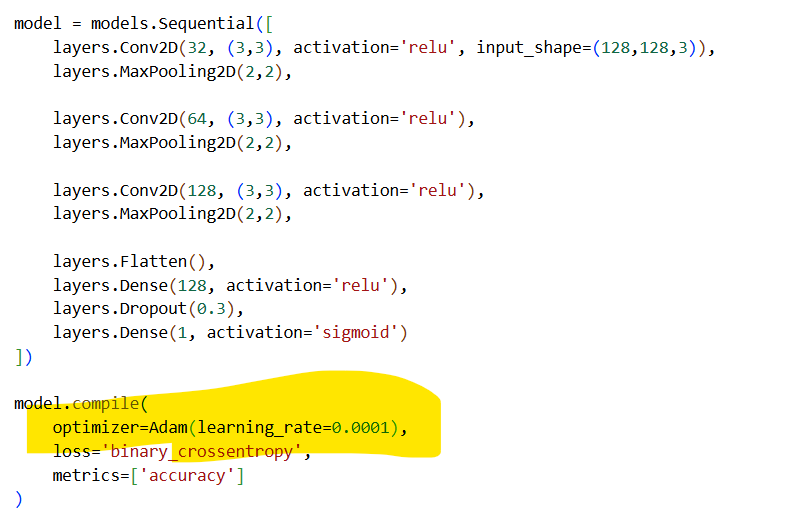 model = models.Sequential([
    layers.Conv2D(32, (3,3), activation='relu', input_shape=(128,128,3)),
    layers.MaxPooling2D(2,2),

    layers.Conv2D(64, (3,3), activation='relu'),
    layers.MaxPooling2D(2,2),

    layers.Conv2D(128, (3,3), activation='relu'),
    layers.MaxPooling2D(2,2),

    layers.Flatten(),
    layers.Dense(128, activation='relu'),
    layers.Dropout(0.3),
    layers.Dense(1, activation='sigmoid')
])

model.compile(
    optimizer=Adam(learning_rate=0.0001),
    loss='binary_crossentropy',
    metrics=['accuracy']
)